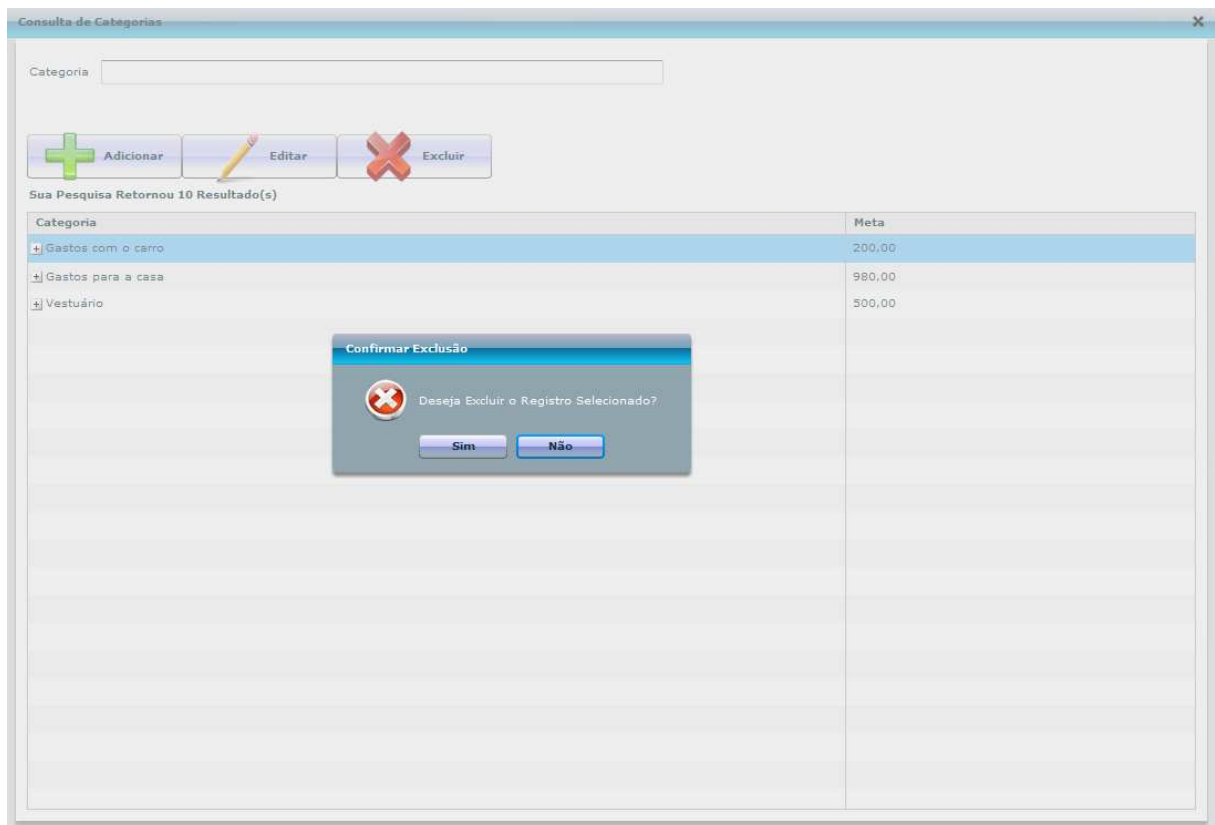 Consulta de Categorias
Categoria
Adicionar Editar Excluir
Sua Pesquisa Retornou 10 Resultado(s)
Categoria Meta
Gastos com o carro 200,00
Gastos para a casa 980,00
Vestuário 500,00
Confirmar Exclusão
Deseja Excluir o Registro Selecionado?
Sim Não